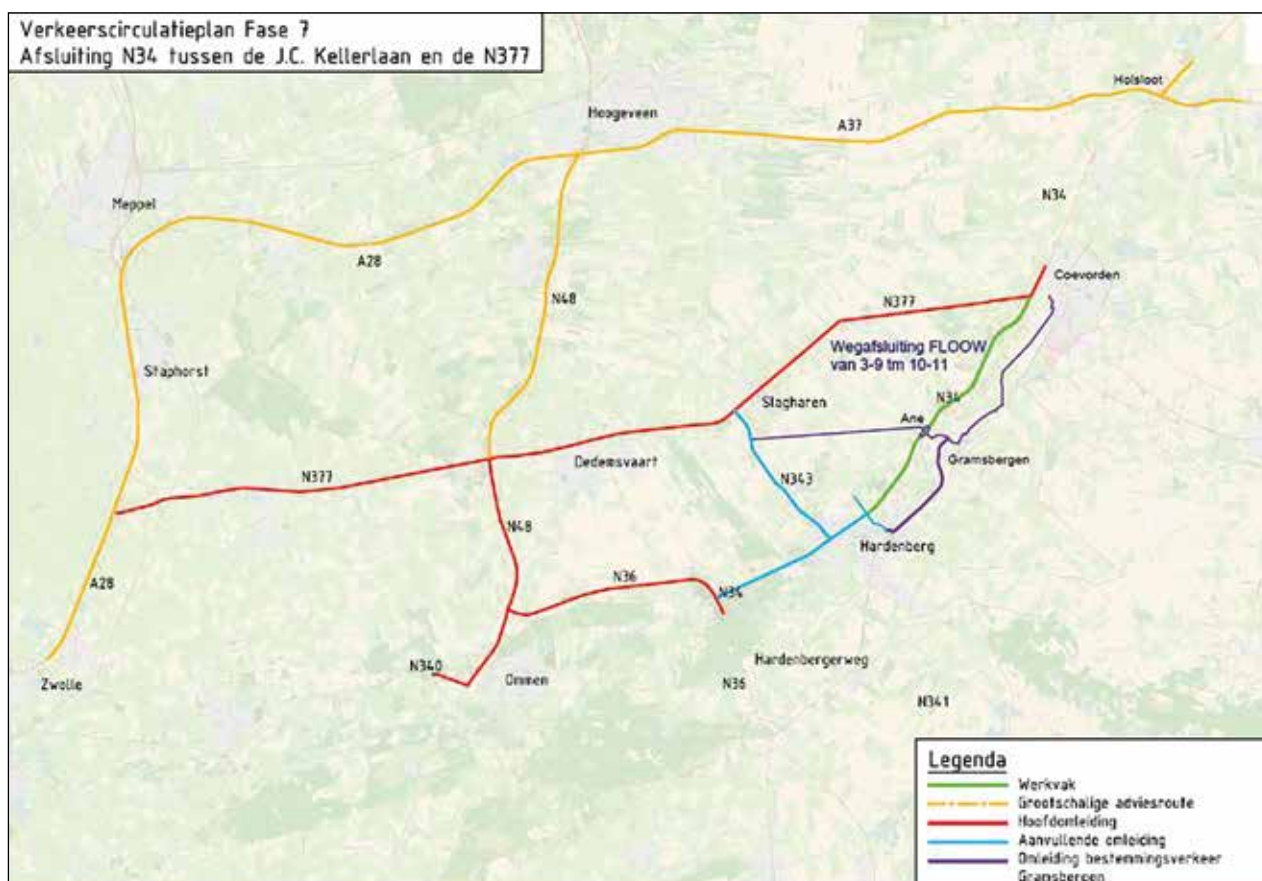 Verkeerscirculatieplan Fase 7
Afsluiting N34 tussen de J.C. Kellerlaan en de N377
Holsloot
Hoogeveen
A37
Meppel
N34
A28
Coevorden
N48
N377
Wegafsluiting FLOOW
van 3-9 tm 10-11
Staphorst
Slagharen
N34
Ane
Gramsbergen
Dedemsvaart
N377
N343
N48
Hardenberg
A28
N36
N34
Hardenbergerweg
N340
Ommen
Zwolle
N36
N341
Legenda
Werkvak
Grootschalige adviesroute
Hoofdomleiding
Aanvullende omleiding
Omleiding bestemmingsverkeer
Gramsbergen